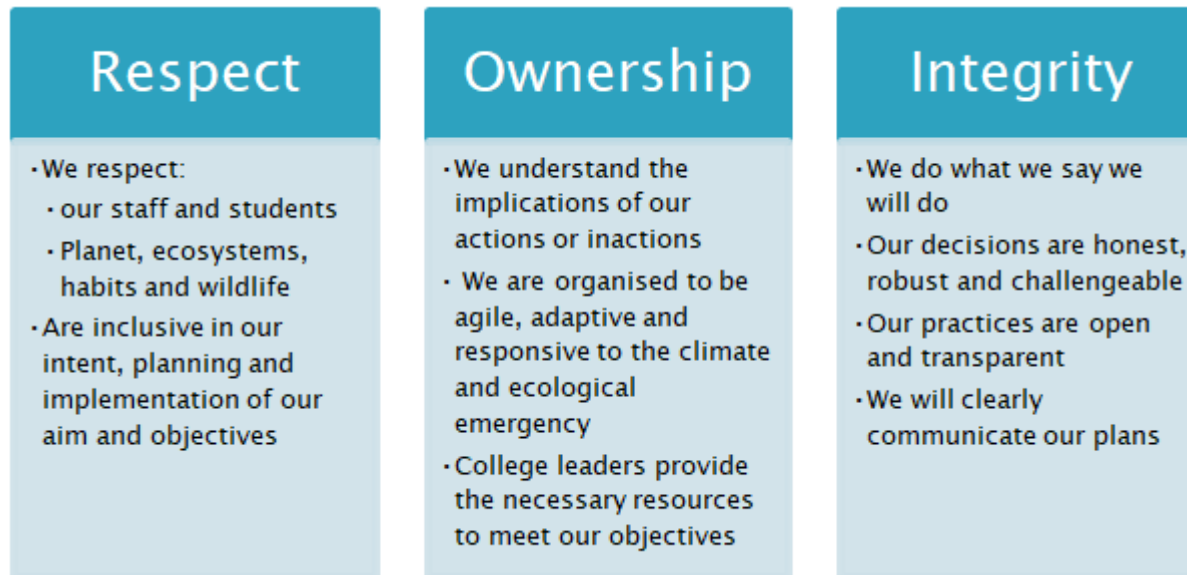 Respect
·We respect:
· our staff and students
· Planet, ecosystems,
habits and wildlife
·Are inclusive in our
intent, planning and
implementation of our
aim and objectives
Ownership
·We understand the
implications of our
actions or inactions
· We are organised to be
agile, adaptive and
responsive to the climate
and ecological
emergency
·College leaders provide
the necessary resources
to meet our objectives
Integrity
·We do what we say we
will do
·Our decisions are honest,
robust and challengeable
·Our practices are open
and transparent
·We will clearly
communicate our plans